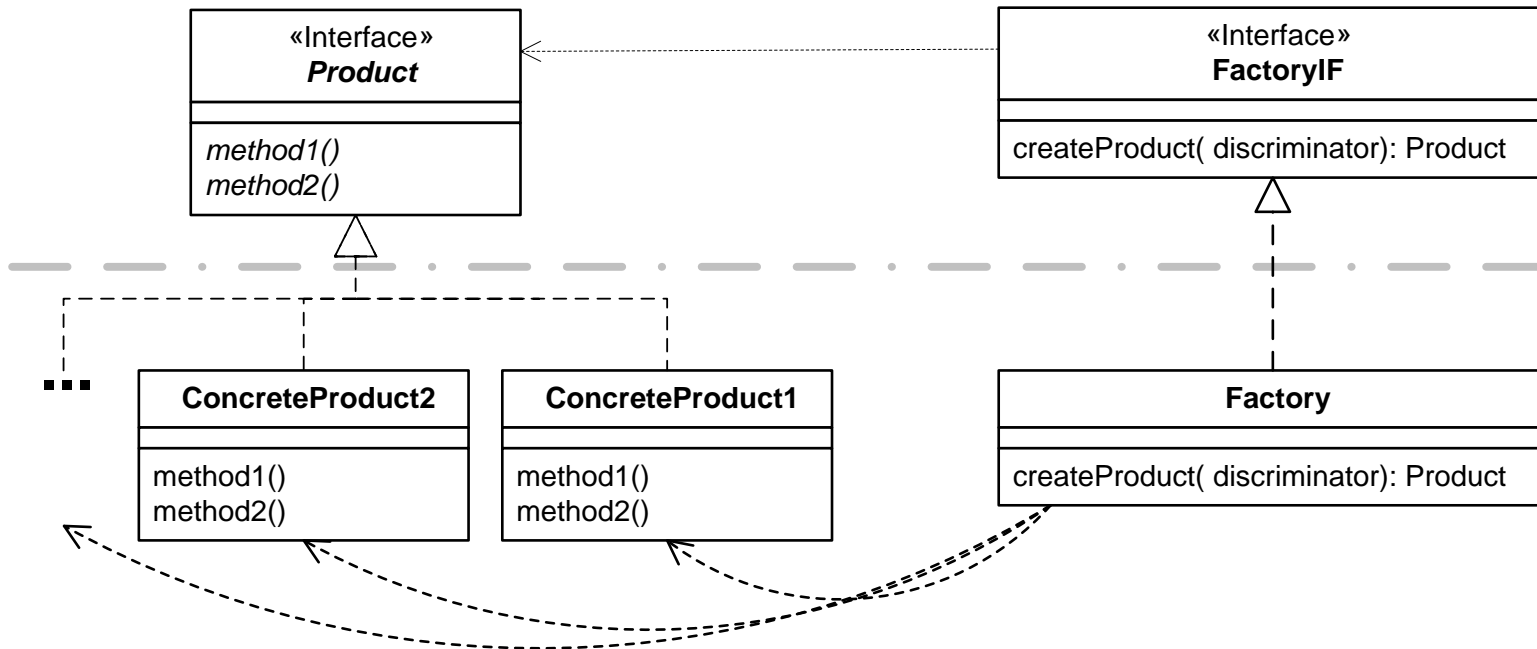 «Interface»
Product
method1()
method2()
«Interface»
FactoryIF
createProduct( discriminator): Product
ConcreteProduct2
method1()
method2()
ConcreteProduct1
method1()
method2()
Factory
createProduct( discriminator): Product